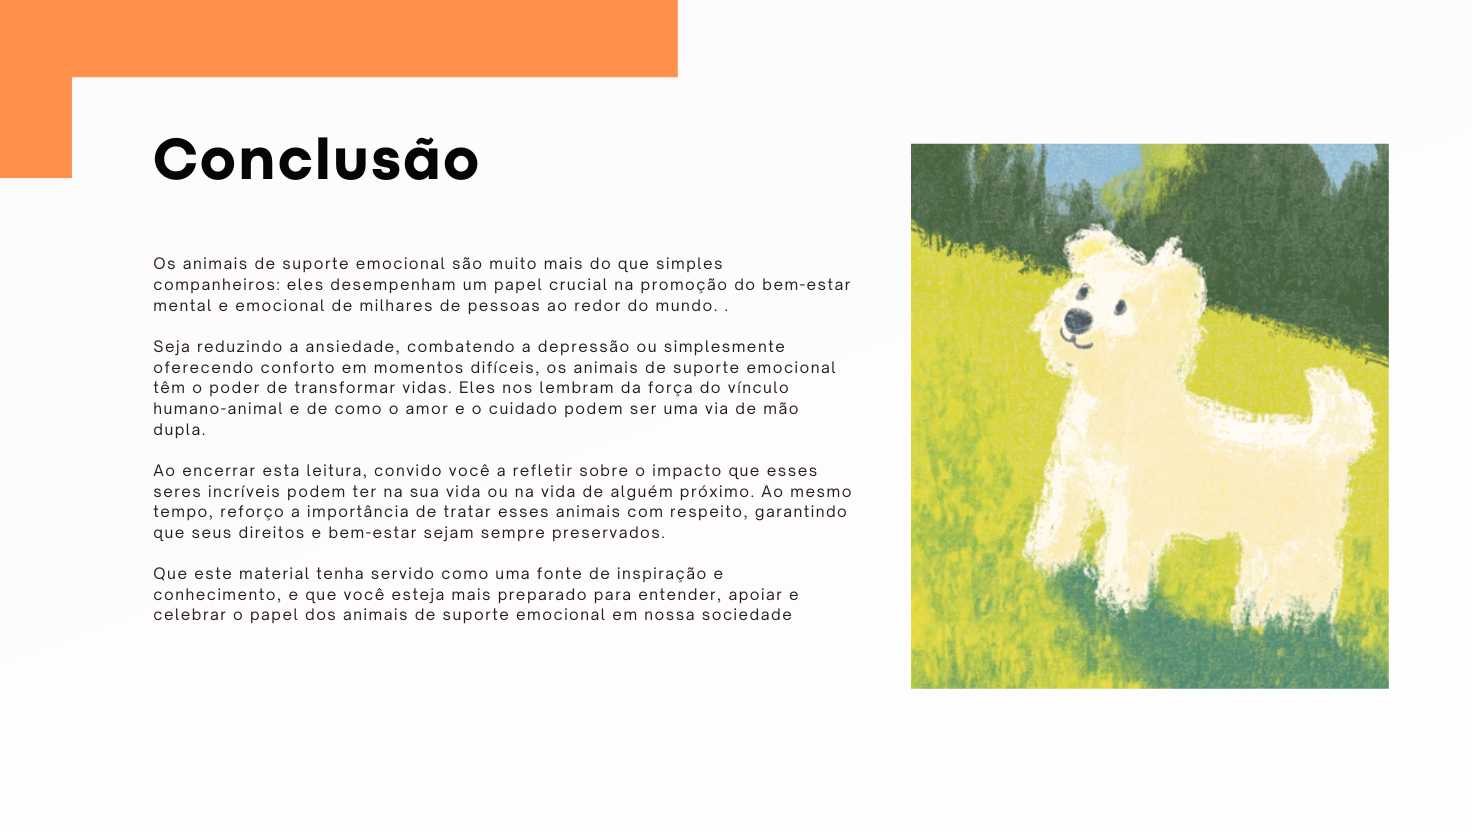 Conclusão
Os animais de suporte emocional são muito mais do que simples
companheiros: eles desempenham um papel crucial na promoção do bem-estar
mental e emocional de milhares de pessoas ao redor do mundo. .
Seja reduzindo a ansiedade, combatendo a depressão ou simplesmente
oferecendo conforto em momentos difíceis, os animais de suporte emocional
têm o poder de transformar vidas. Eles nos lembram da força do vínculo
humano-animal e de como o amor e o cuidado podem ser uma via de mão
dupla.
Ao encerrar esta leitura, convido você a refletir sobre o impacto que esses
seres incríveis podem ter na sua vida ou na vida de alguém próximo. Ao mesmo
tempo, reforço a importância de tratar esses animais com respeito, garantindo
que seus direitos e bem-estar sejam sempre preservados.
Que este material tenha servido como uma fonte de inspiração e
conhecimento, e que você esteja mais preparado para entender, apoiar e
celebrar o papel dos animais de suporte emocional em nossa sociedade